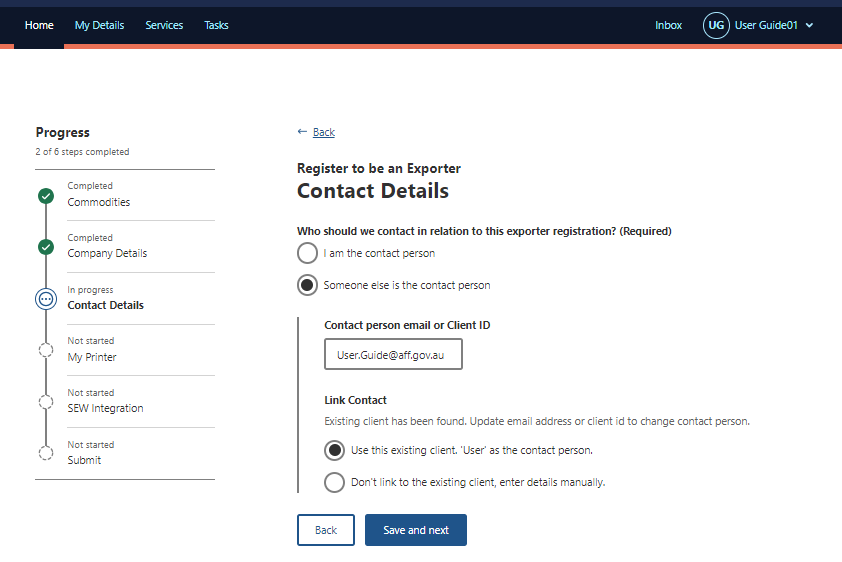 Home
My Details
Services
Tasks
Inbox
UG
User Guide01
Progress
2 of 6 steps completed
Completed
Commodities
Completed
Company Details
In progress
Contact Details
Not started
My Printer
Not started
SEW Integration
Not started
Submit
← Back
Register to be an Exporter
Contact Details
Who should we contact in relation to this exporter registration? (Required)
I am the contact person
Someone else is the contact person
Contact person email or Client ID
User.Guide@aff.gov.au
Link Contact
Existing client has been found. Update email address or client id to change contact person.
Use this existing client. 'User' as the contact person.
Don't link to the existing client, enter details manually.
Back
Save and next